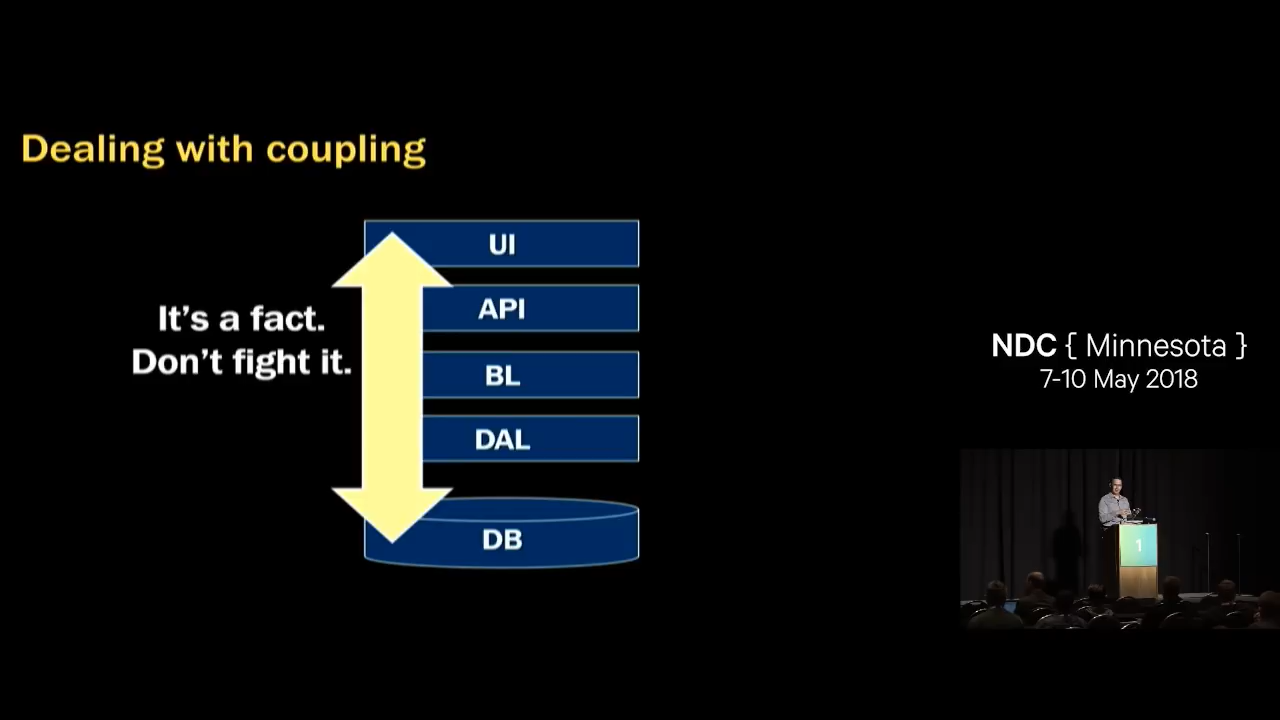 Dealing with coupling
It's a fact.
Don't fight it.
UI
API
BL
DAL
DB
NDC { Minnesota }
7-10 May 2018
1